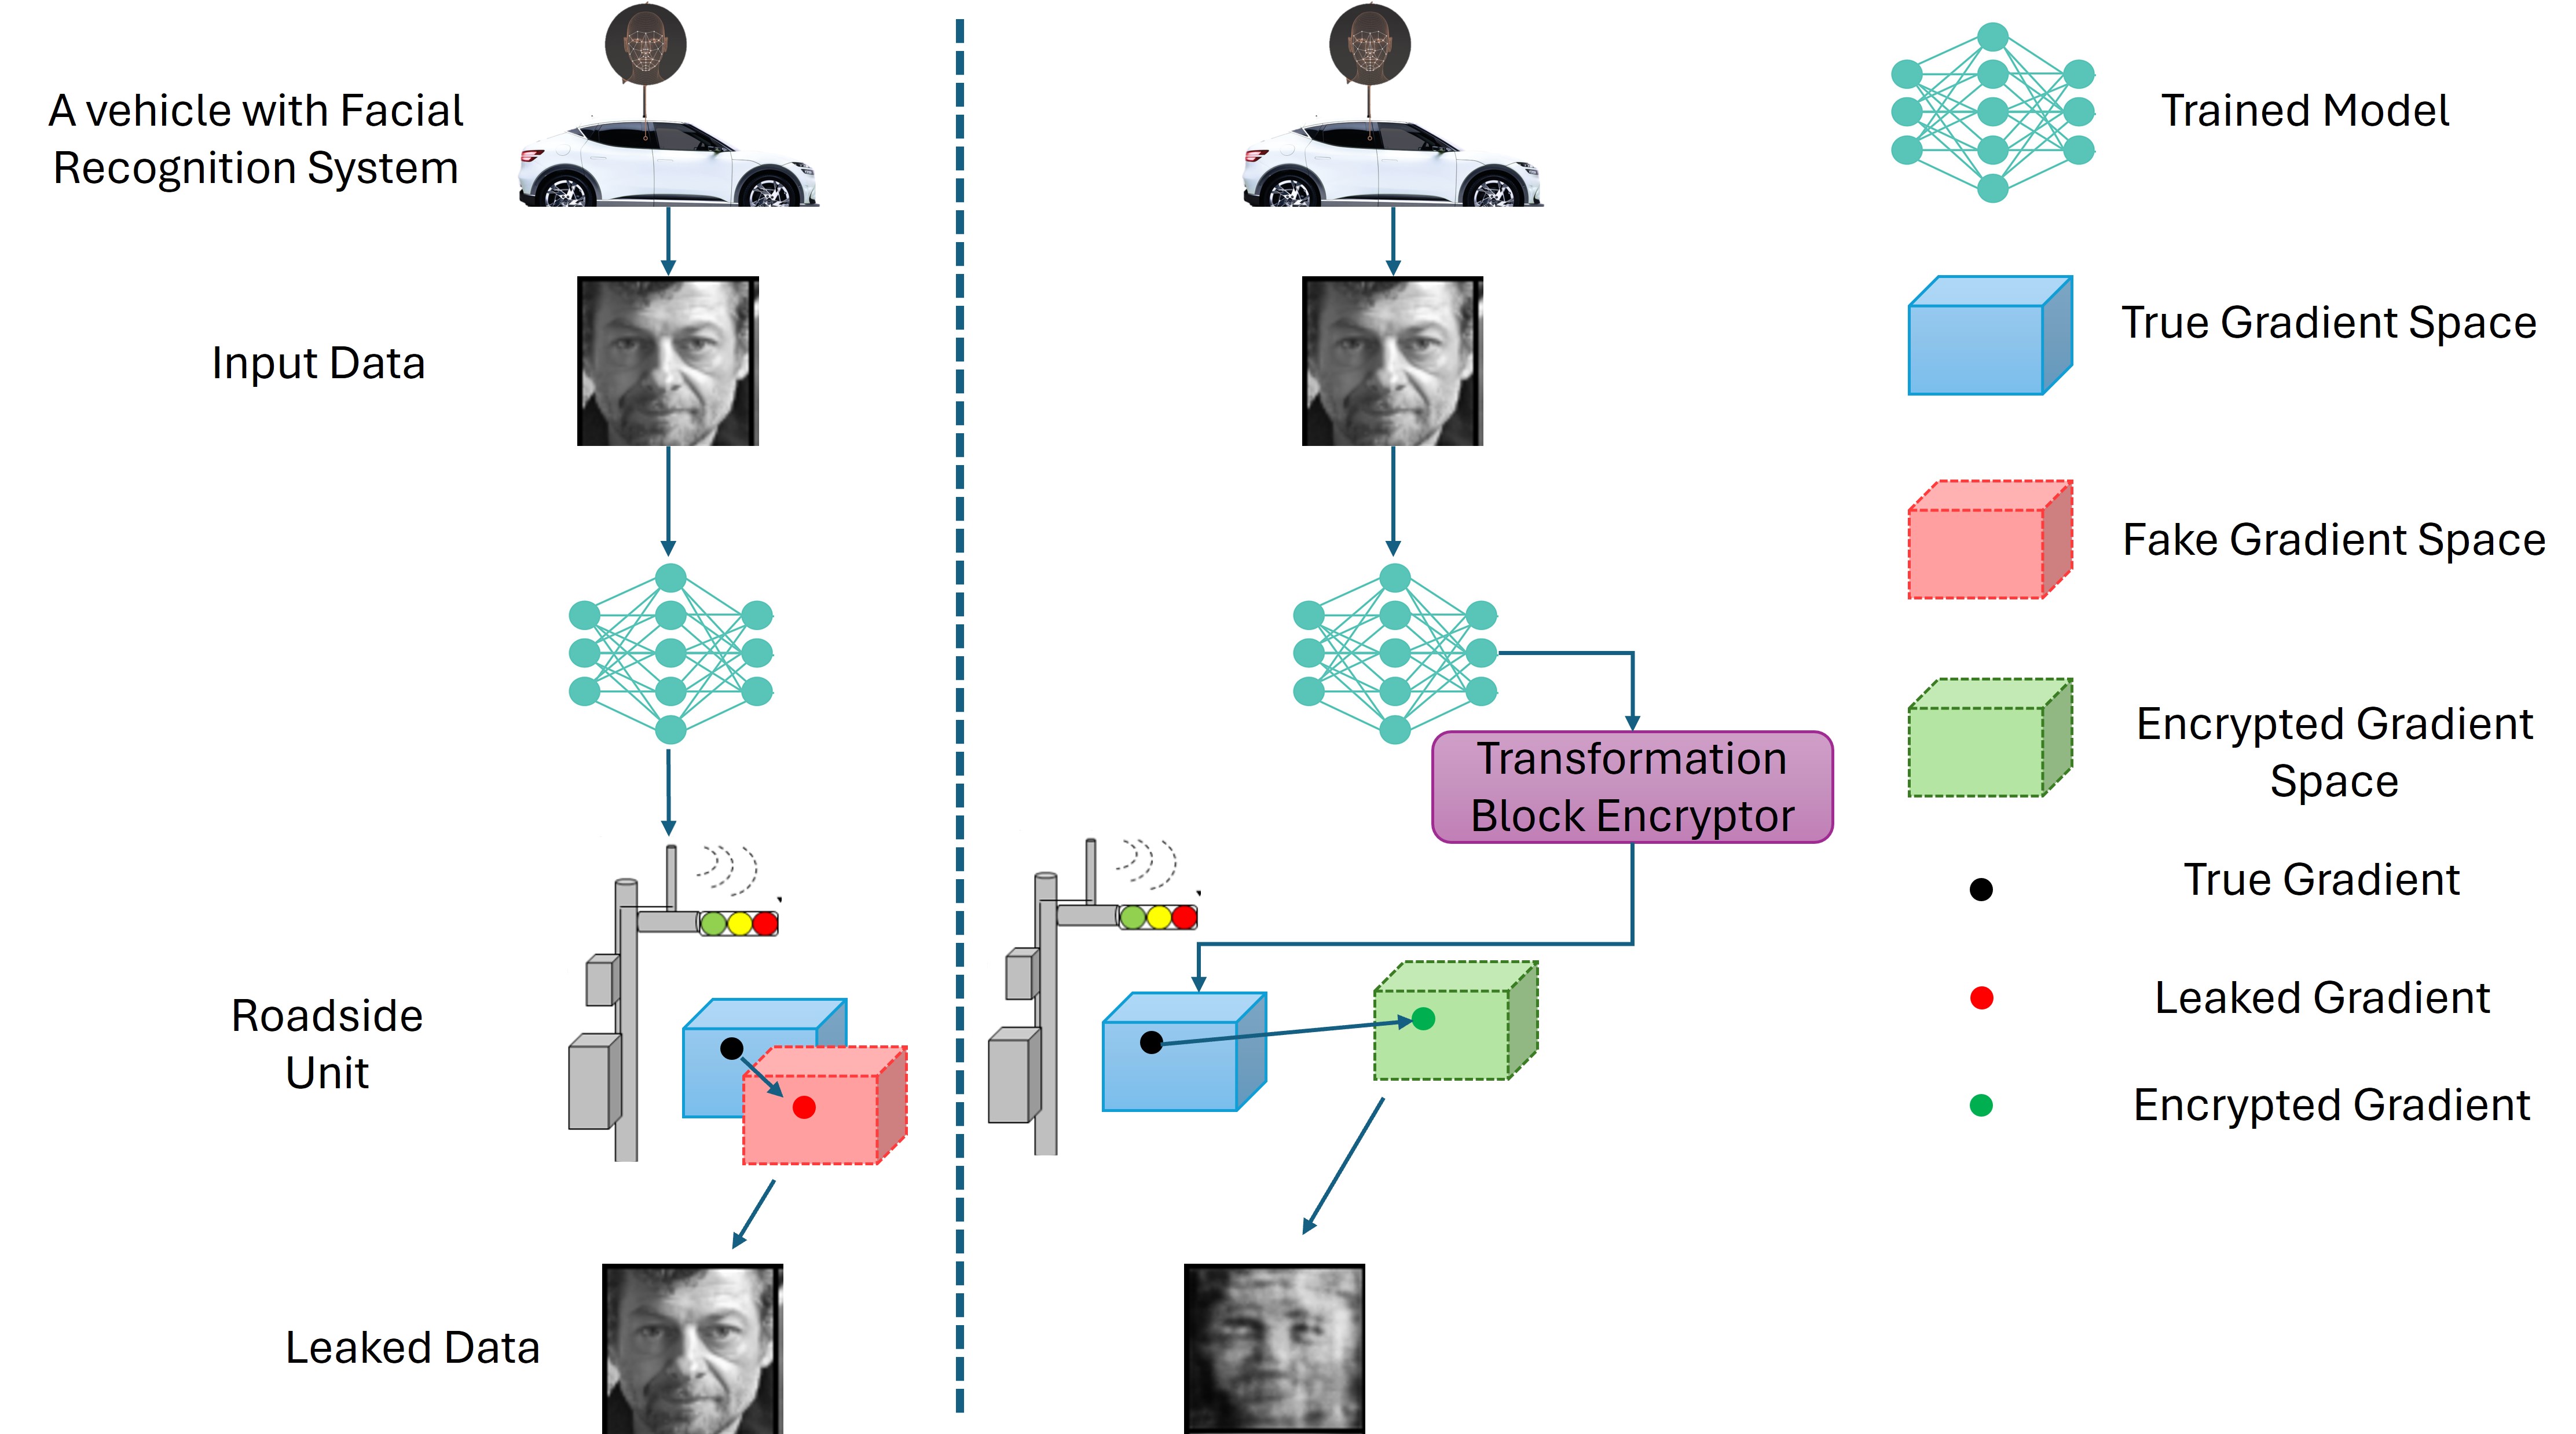 A vehicle with Facial
Recognition System
Input Data
Roadside
Unit
Leaked Data
Transformation
Block Encryptor
Trained Model
True Gradient Space
Fake Gradient Space
Encrypted Gradient
Space
True Gradient
Leaked Gradient
Encrypted Gradient